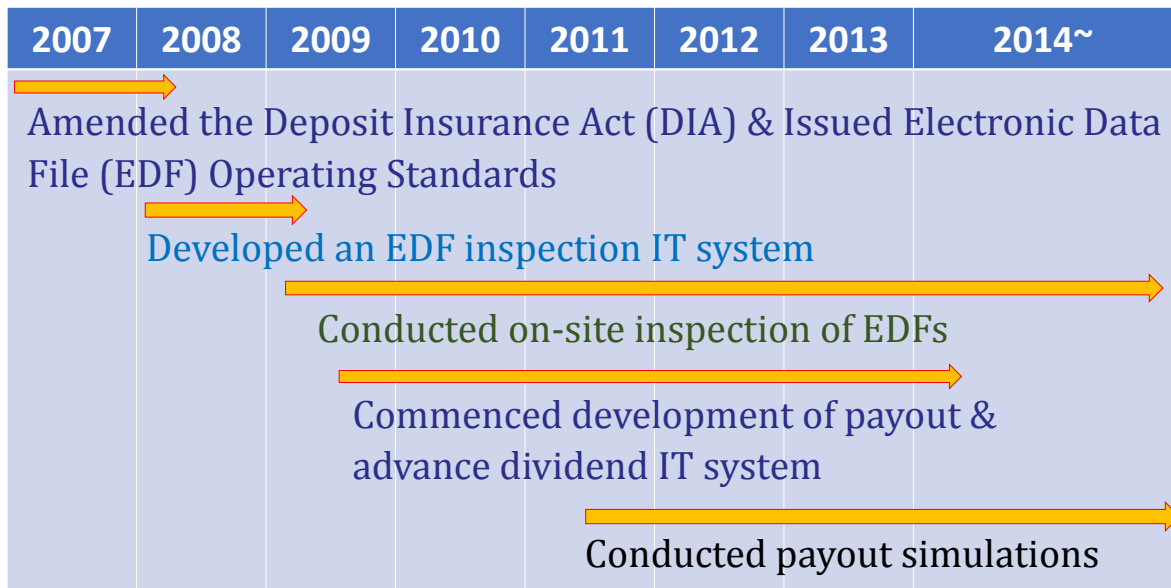 2007 2008 2009 2010 2011 2012 2013 2014~
Amended the Deposit Insurance Act (DIA) & Issued Electronic Data
File (EDF) Operating Standards
Developed an EDF inspection IT system
Conducted on-site inspection of EDFs
Commenced development of payout &
advance dividend IT system
Conducted payout simulations